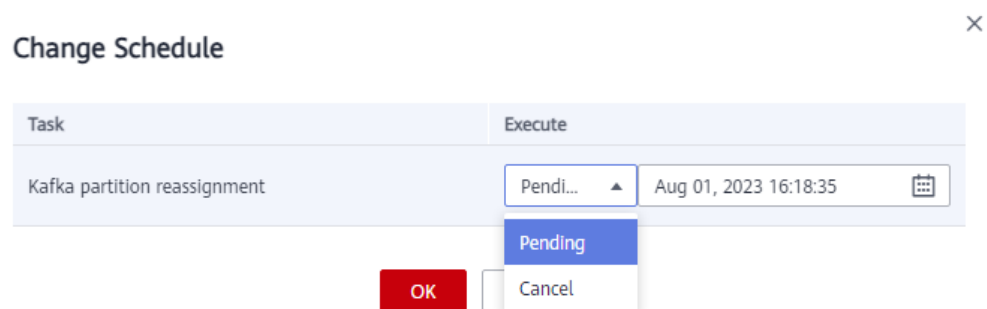 Change Schedule
Task Execute
Kafka partition reassignment Pendi... Aug 01, 2023 16:18:35
Pending
OK Cancel